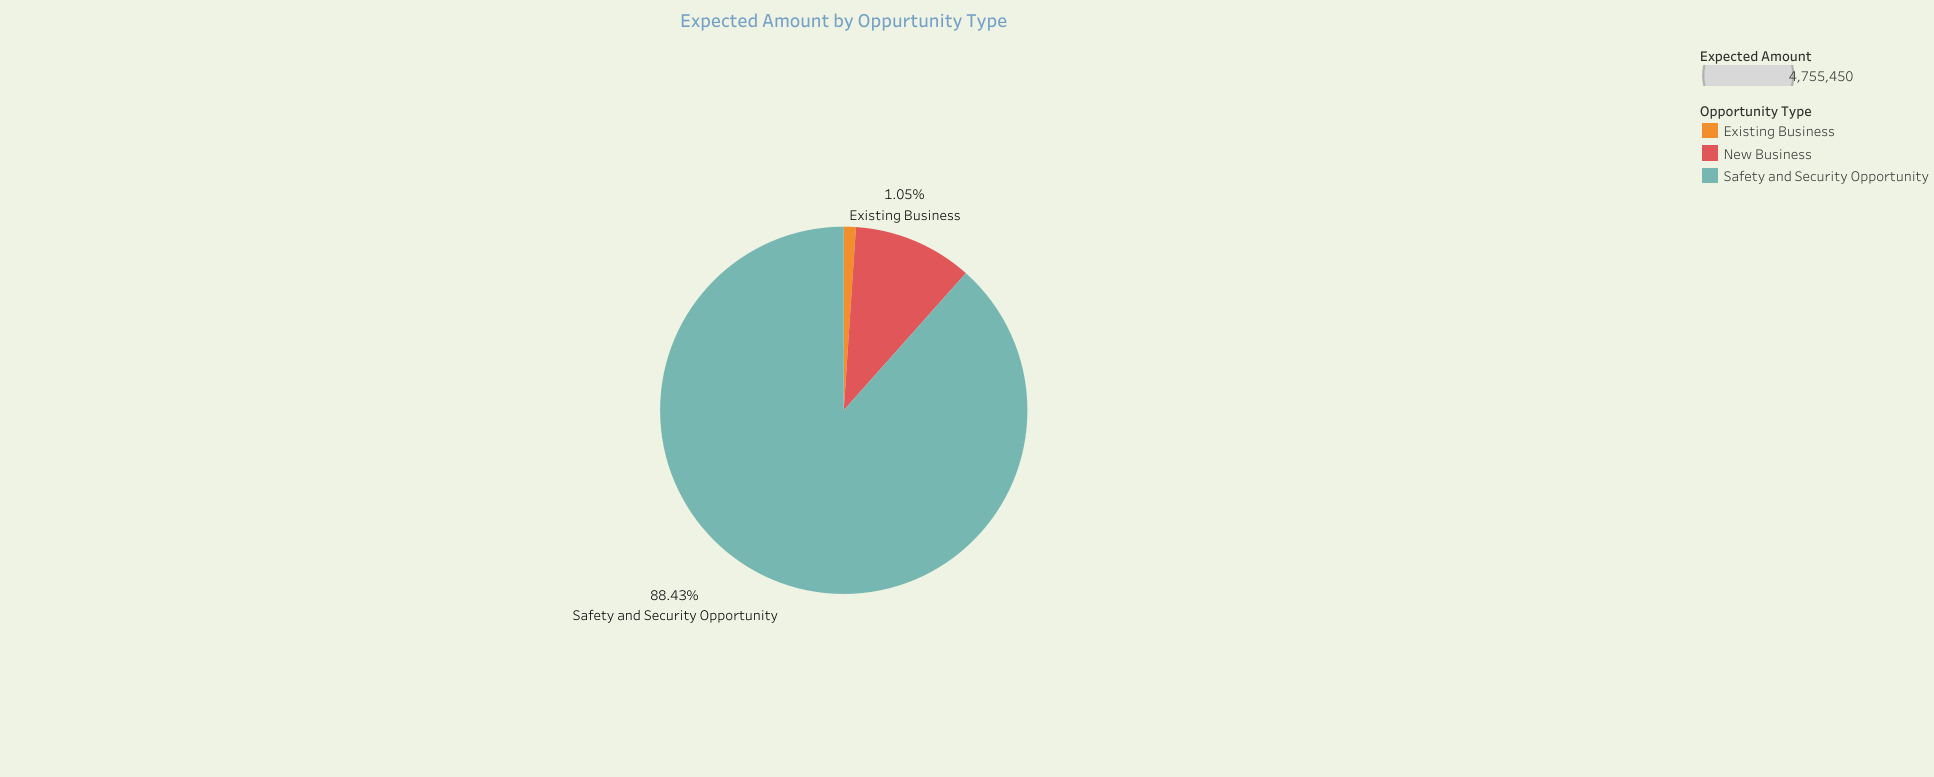 Expected Amount by Oppurtunity Type
Expected Amount
4,755,450
Opportunity Type
Existing Business
New Business
Safety and Security Opportunity
1.05%
Existing Business
88.43%
Safety and Security Opportunity